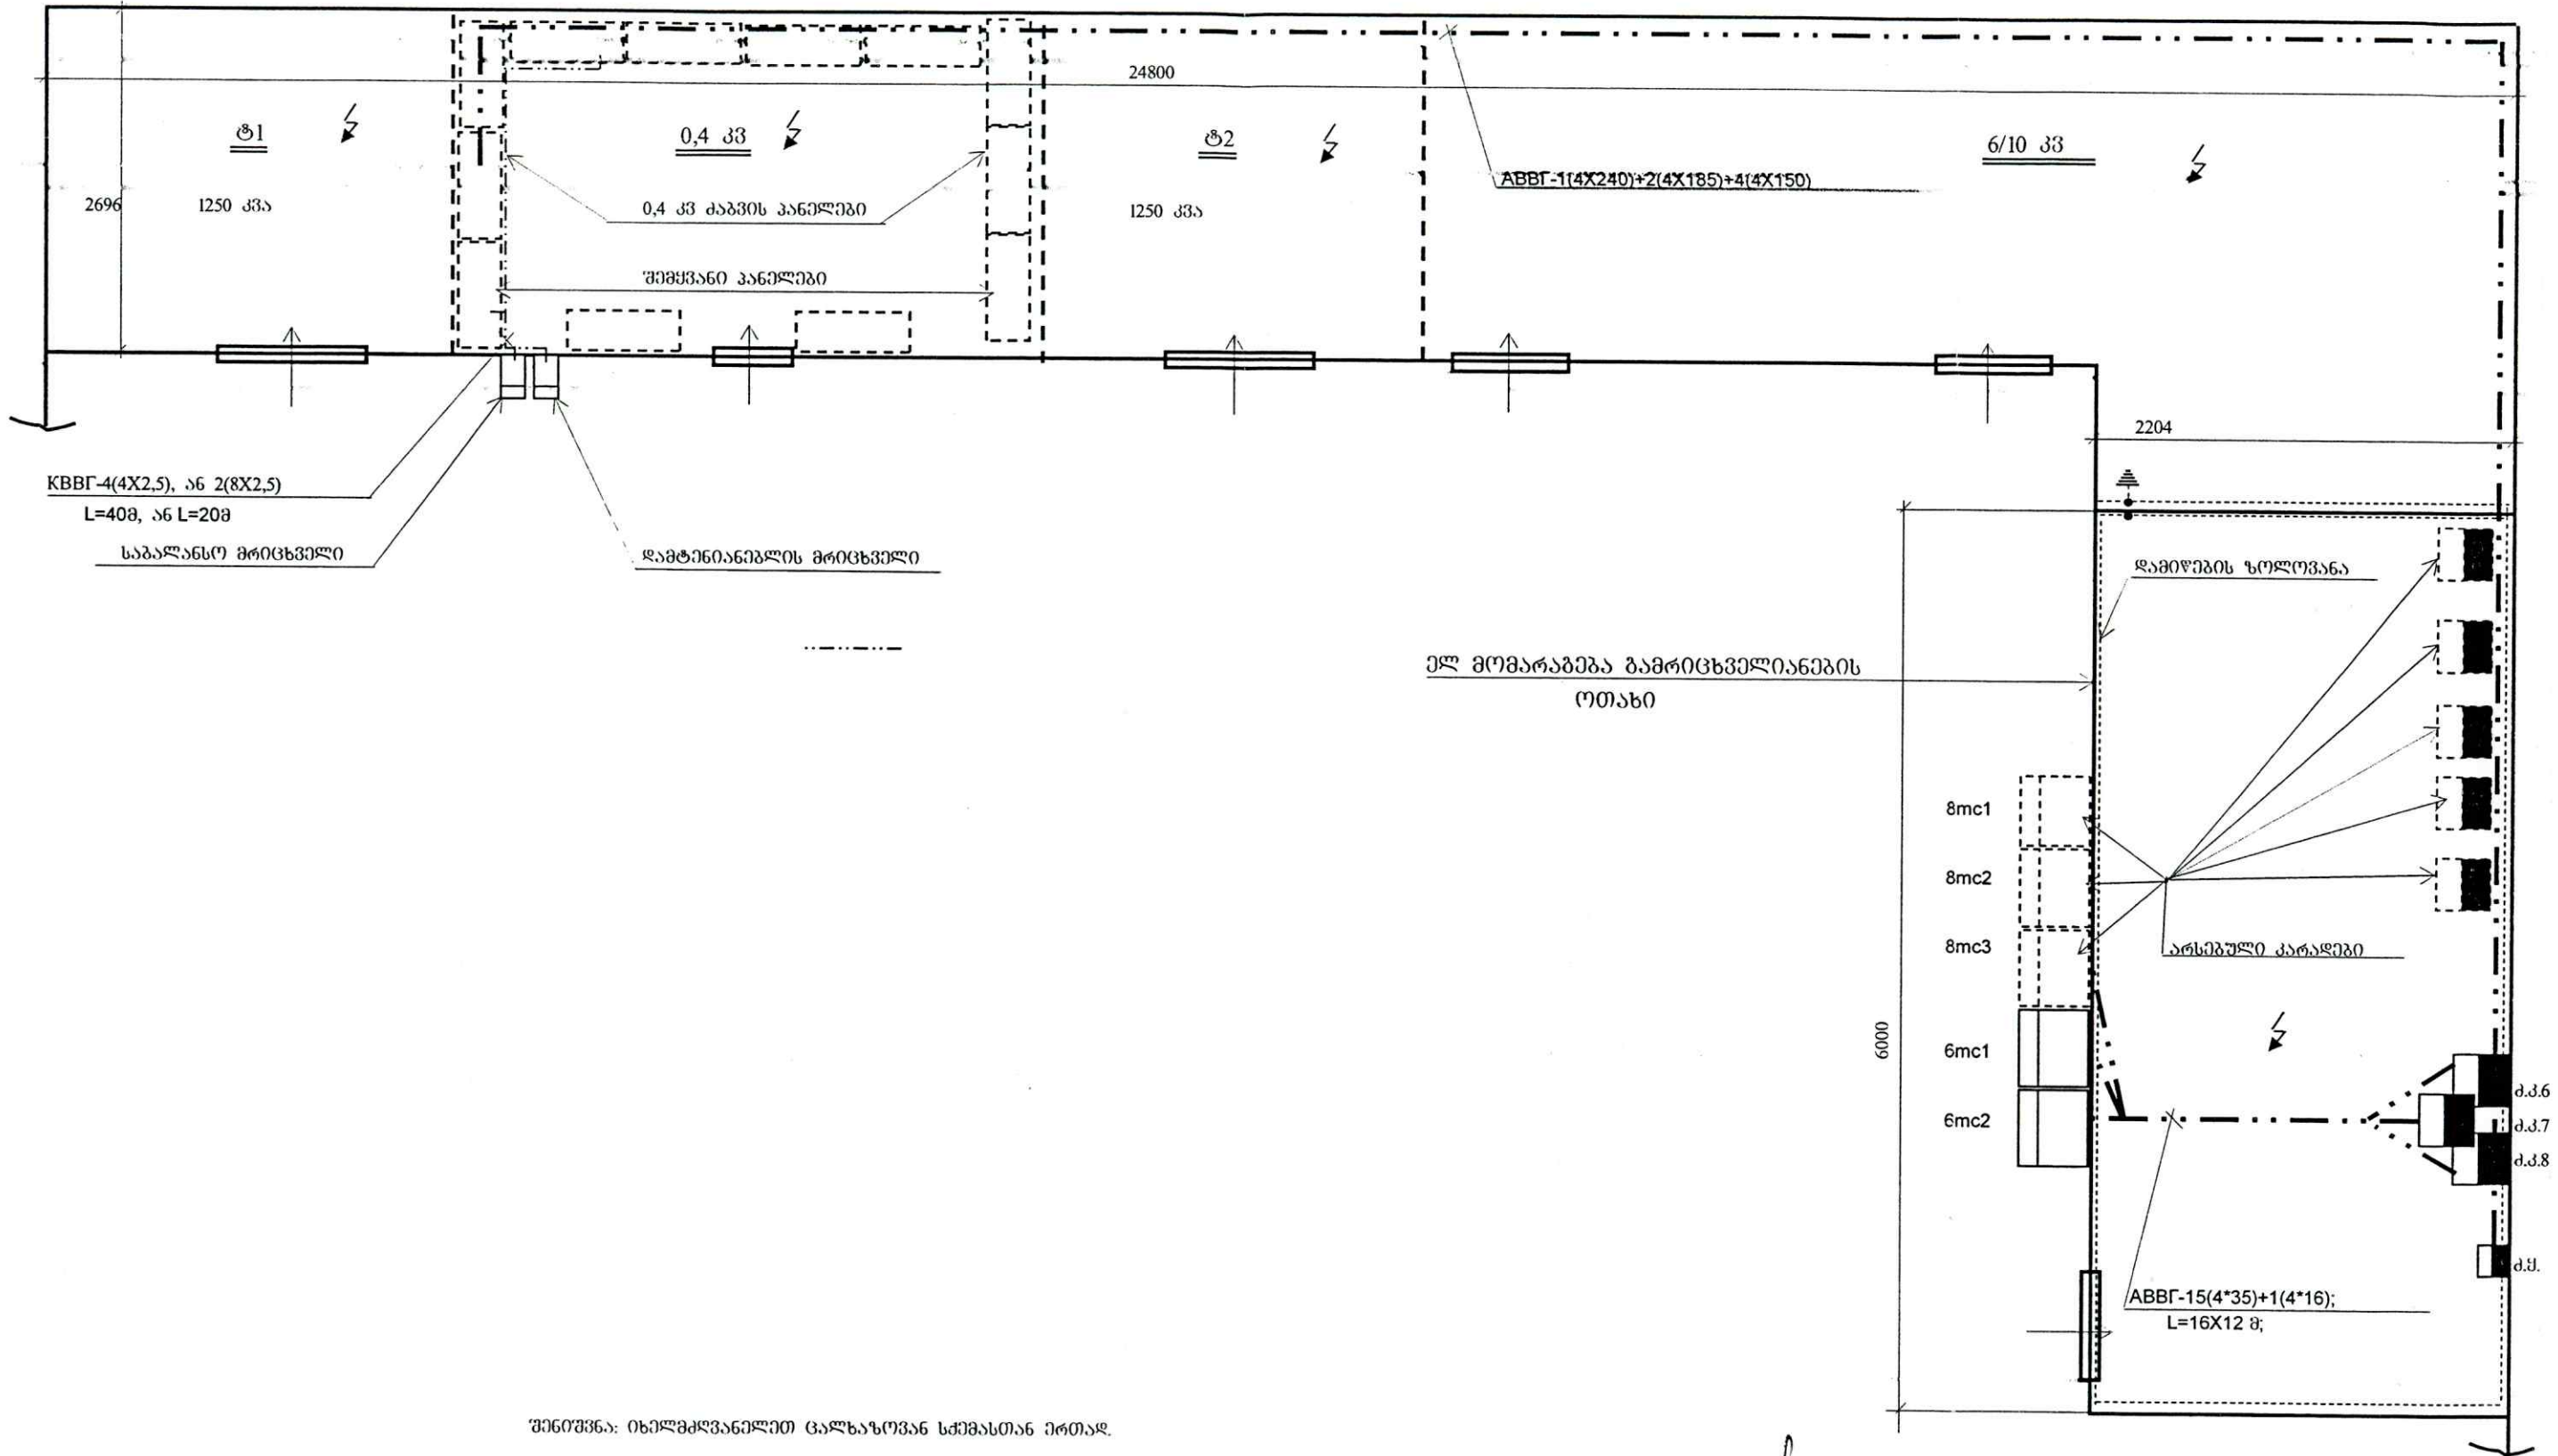 24800
ტ1
0,4 კვ
ტ2
6/10 კვ
АВВГ-1(4X240)+2(4X185)+4(4X150)
2696
1250 კვა
0,4 კვ ძაბვის პანელები
1250 კვა
შემყვანი პანელები
2204
КВВГ-4(4X2,5), ან 2(8X2,5)
L=40მ, ან L=20მ
საბალანსო მრიცხველი
დამტენიანებლის მრიცხველი
დამიწების ზოლოვანა
ელ მომარაგება გამრიცხველიანების
ოთახი
8mc1
8mc2
8mc3
არსებული კარადები
6000
6mc1
6mc2
მ.კ.6
მ.კ.7
მ.კ.8
მ.ყ.
АВВГ-15(4*35)+1(4*16);
L=16X12 მ;
შენიშვნა: იხელმძღვანელეთ ცალხაზოვან სქემასთან ერთად.